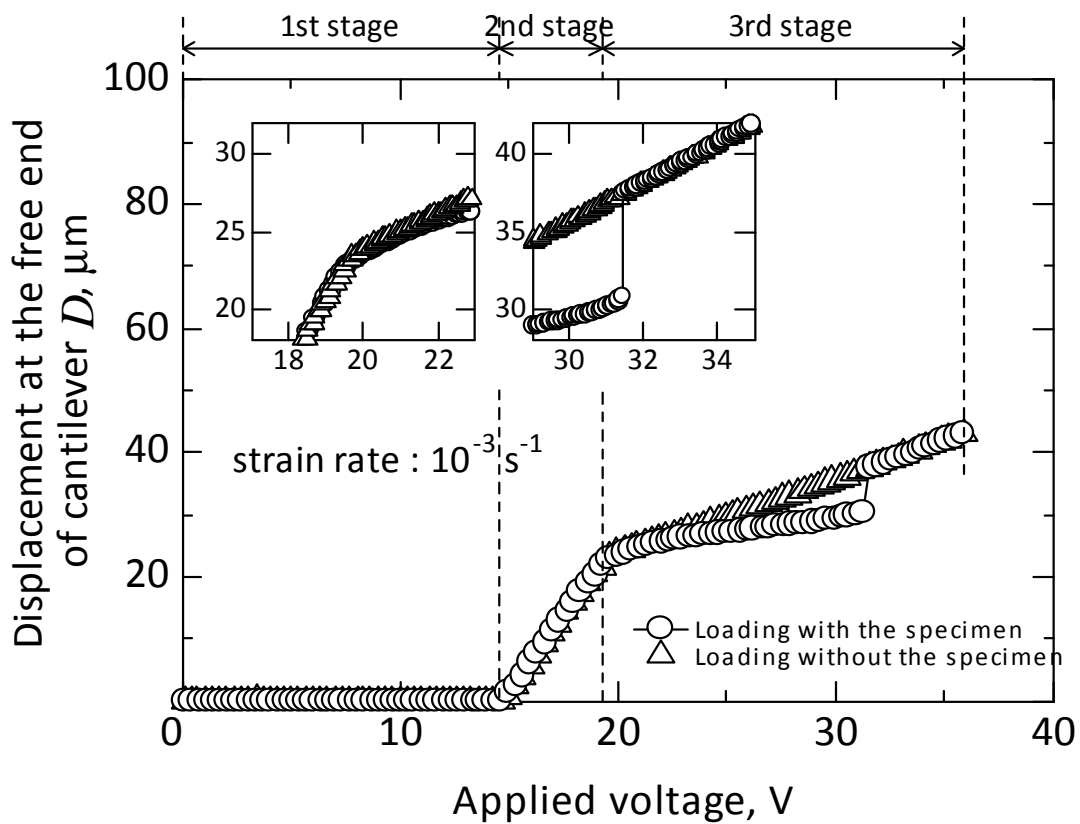 1st stage 2nd stage 3rd stage
100
80
60
40
20
0 10 20 30 40
30
25
20
18 20 22
40
35
30
30 32 34
strain rate : 10⁻³ s⁻¹
Loading with the specimen
Loading without the specimen
Displacement at the free end
of cantilever D, μm
Applied voltage, V